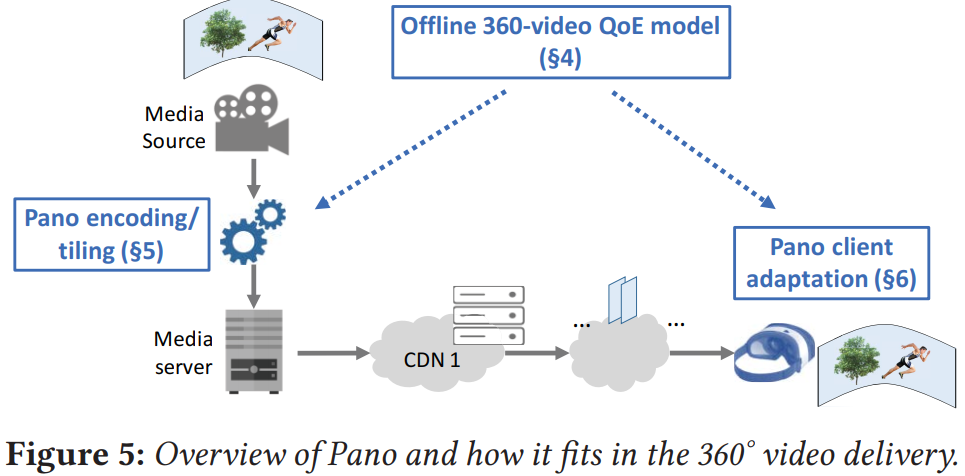 Offline 360-video QoE model
(§4)
Media
Source
Pano encoding/
tiling (§5)
Pano client
adaptation (§6)
Media
server
CDN 1
...
...
Figure 5: Overview of Pano and how it fits in the 360° video delivery.